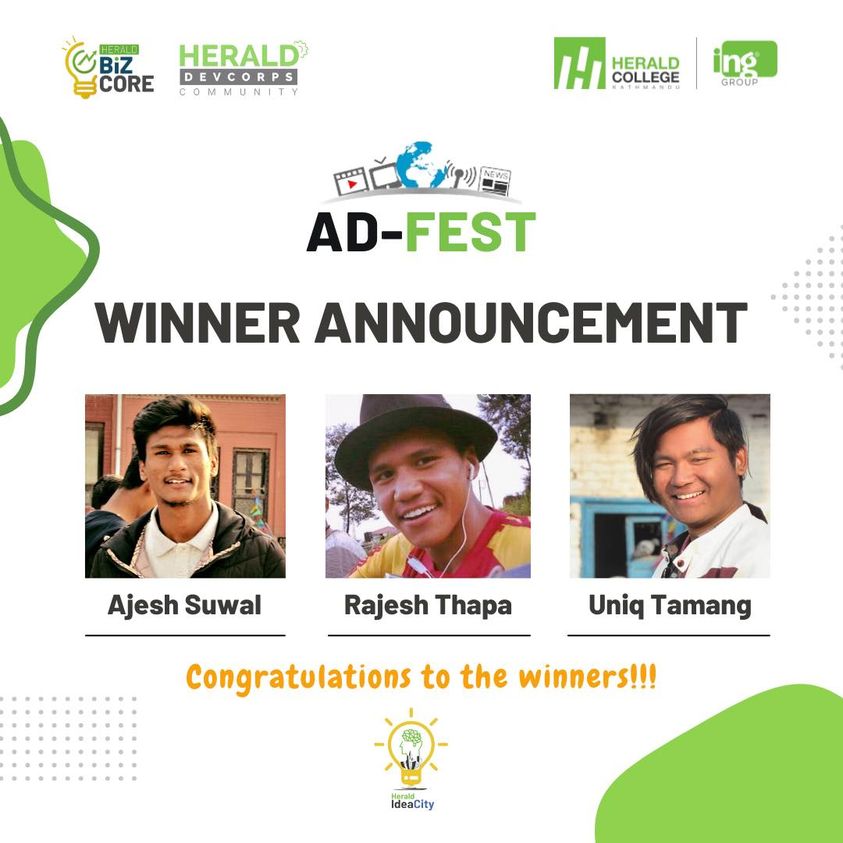 HERALD
BiZ
CORE
HERALD
DEVCORPS
COMMUNITY
HERALD
COLLEGE
KATHMANDU
ing
GROUP
NEWS
AD-FEST
WINNER ANNOUNCEMENT
Ajesh Suwal
Rajesh Thapa
Uniq Tamang
Congratulations to the winners!!!
Herald
IdeaCity